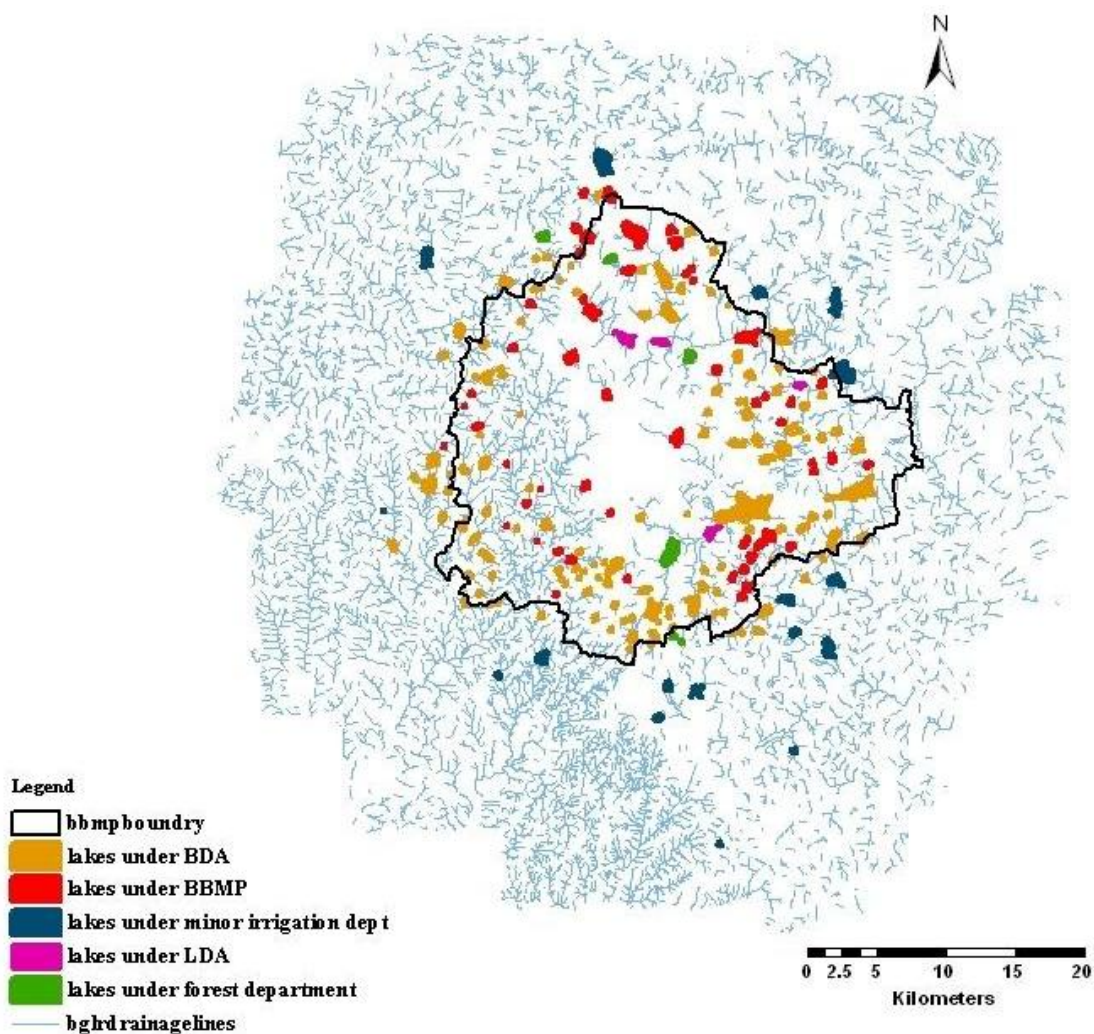 N
Legend
bbmpboundry
lakes under BDA
lakes under BBMP
lakes under minor irrigation dept
lakes under LDA
lakes under forest department
bglrdrainagelines
0 2.5 5 10 15 20
Kilometers